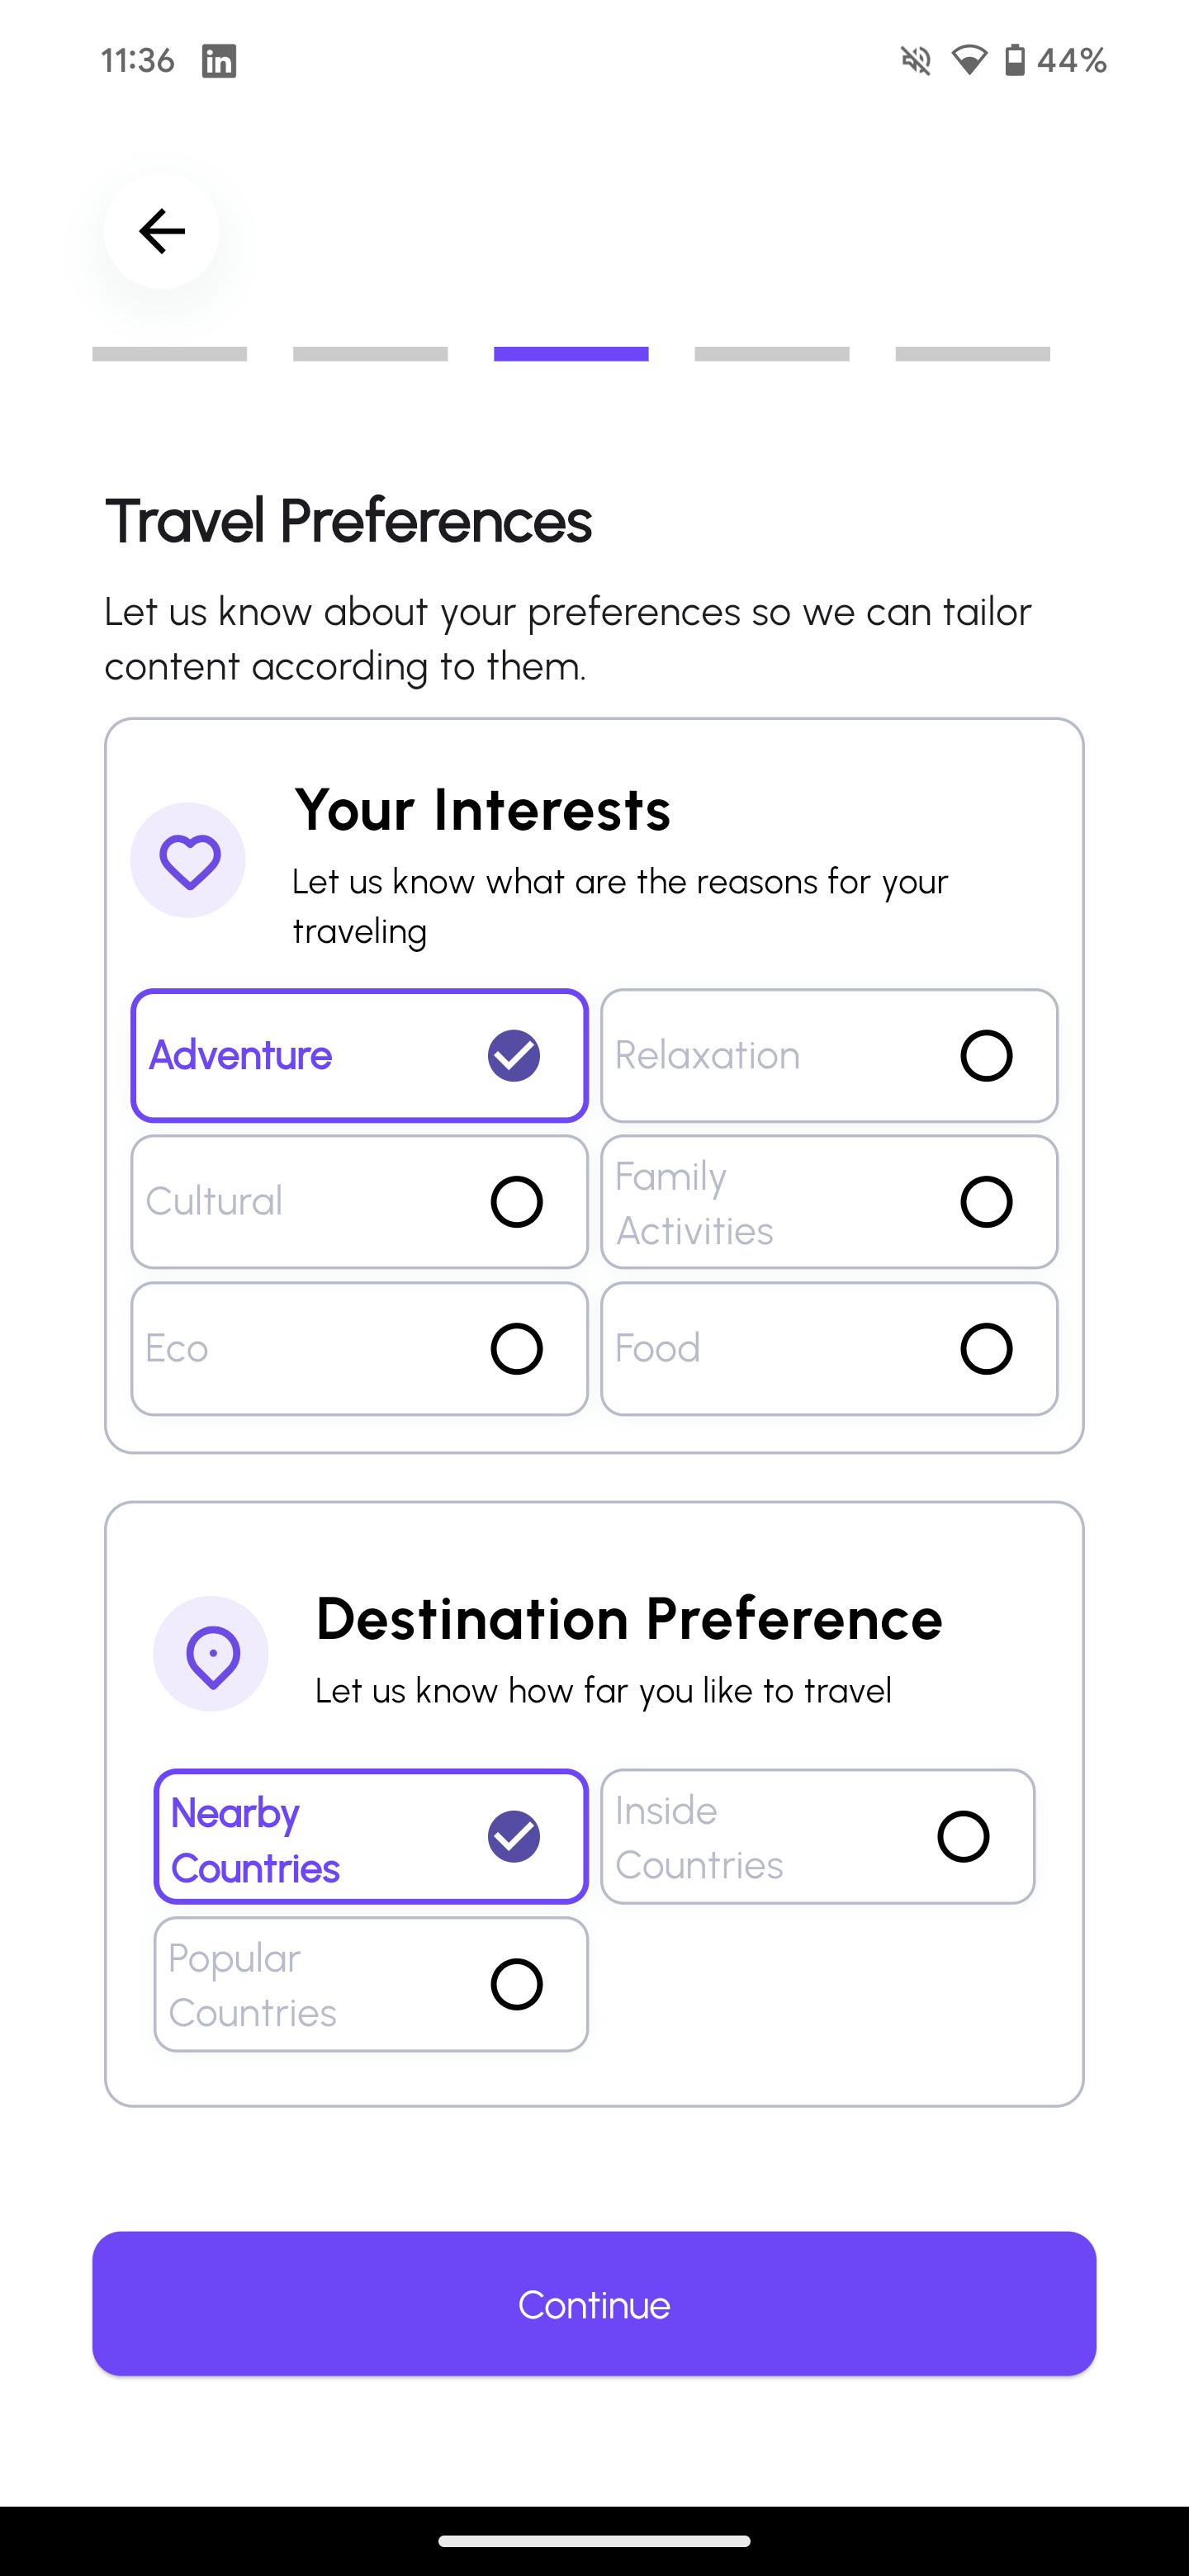 11:36 in 44%
Travel Preferences
Let us know about your preferences so we can tailor
content according to them.
Your Interests
Let us know what are the reasons for your
traveling
Adventure
Relaxation
Cultural
Family
Activities
Eco
Food
Destination Preference
Let us know how far you like to travel
Nearby
Countries
Inside
Countries
Popular
Countries
Continue